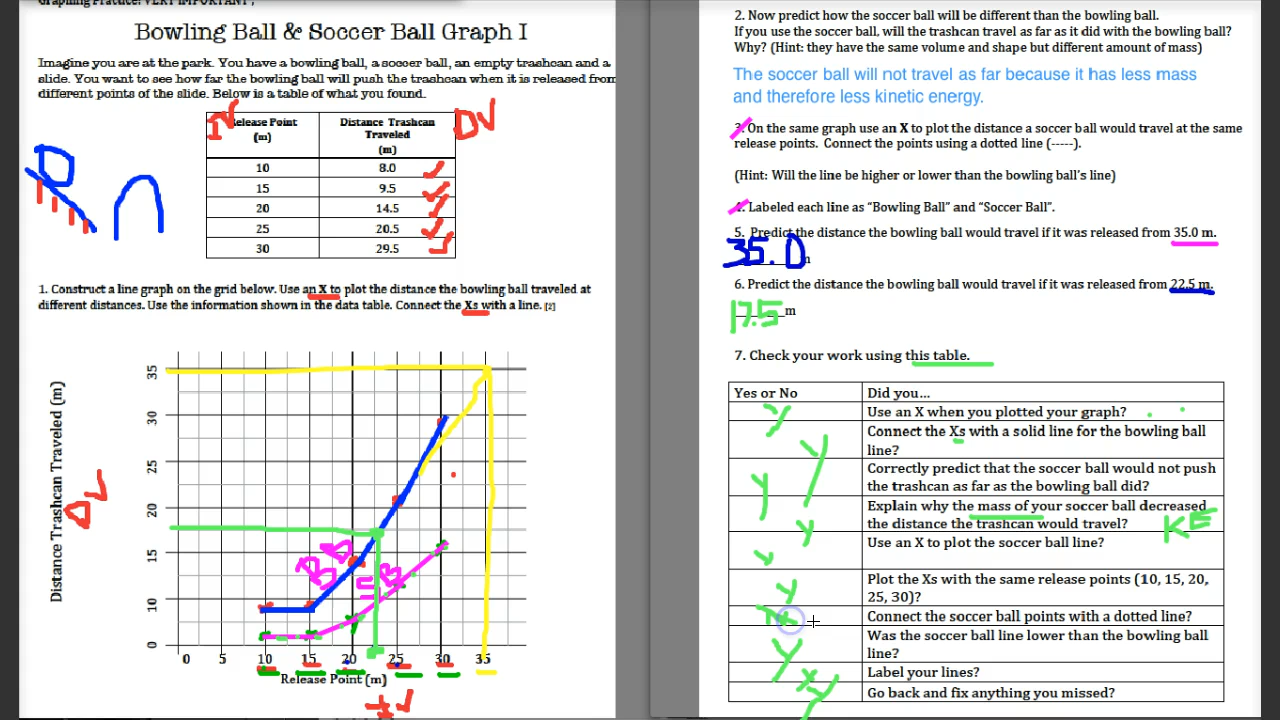 Graphing Practice: VERY IMPORTANT ;
Bowling Ball & Soccer Ball Graph I
Imagine you are at the park. You have a bowling ball, a soccer ball, an empty trashcan and a
slide. You want to see how far the bowling ball will push the trashcan when it is released from
different points of the slide. Below is a table of what you found.
IV
Release Point
(m)
Distance Trashcan
Traveled
(m)
DV
10 8.0
15 9.5
20 14.5
25 20.5
30 29.5
1. Construct a line graph on the grid below. Use an X to plot the distance the bowling ball traveled at
different distances. Use the information shown in the data table. Connect the Xs with a line. [2]
Distance Trashcan Traveled (m)
DV
35
30
25
20
15
10
0
BB
SB
0 5 10 15 20 25 30 35
Release Point (m)
IV
2. Now predict how the soccer ball will be different than the bowling ball.
If you use the soccer ball, will the trashcan travel as far as it did with the bowling ball?
Why? (Hint: they have the same volume and shape but different amount of mass)
The soccer ball will not travel as far because it has less mass
and therefore less kinetic energy.
3. On the same graph use an X to plot the distance a soccer ball would travel at the same
release points. Connect the points using a dotted line (-----).
(Hint: Will the line be higher or lower than the bowling ball's line)
4. Labeled each line as “Bowling Ball” and “Soccer Ball”.
5. Predict the distance the bowling ball would travel if it was released from 35.0 m.
35.0 m
6. Predict the distance the bowling ball would travel if it was released from 22.5 m.
17.5 m
7. Check your work using this table.
Yes or No Did you...
Y Use an X when you plotted your graph?
Y Connect the Xs with a solid line for the bowling ball
line?
Y Correctly predict that the soccer ball would not push
the trashcan as far as the bowling ball did?
Y Explain why the mass of your soccer ball decreased
the distance the trashcan would travel? KE
Y Use an X to plot the soccer ball line?
Y Plot the Xs with the same release points (10, 15, 20,
25, 30)?
Connect the soccer ball points with a dotted line?
Y Was the soccer ball line lower than the bowling ball
line?
Y Label your lines?
Y Go back and fix anything you missed?